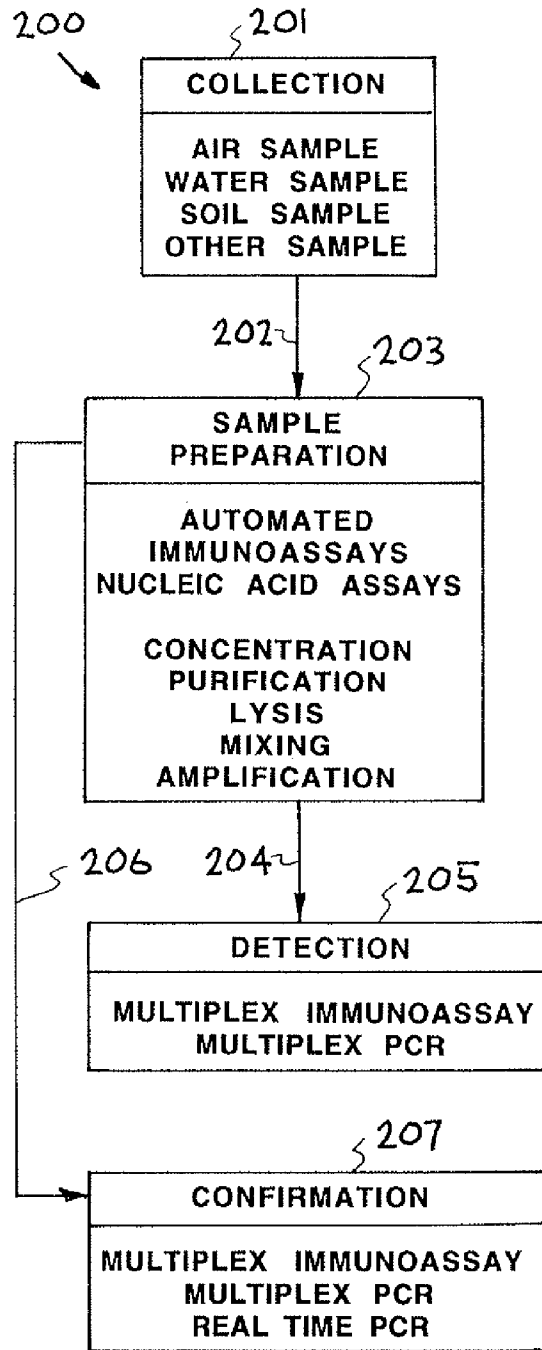 200
201
COLLECTION
AIR SAMPLE
WATER SAMPLE
SOIL SAMPLE
OTHER SAMPLE
202
203
SAMPLE
PREPARATION
AUTOMATED
IMMUNOASSAYS
NUCLEIC ACID ASSAYS
CONCENTRATION
PURIFICATION
LYSIS
MIXING
AMPLIFICATION
204
206
205
DETECTION
MULTIPLEX IMMUNOASSAY
MULTIPLEX PCR
207
CONFIRMATION
MULTIPLEX IMMUNOASSAY
MULTIPLEX PCR
REAL TIME PCR